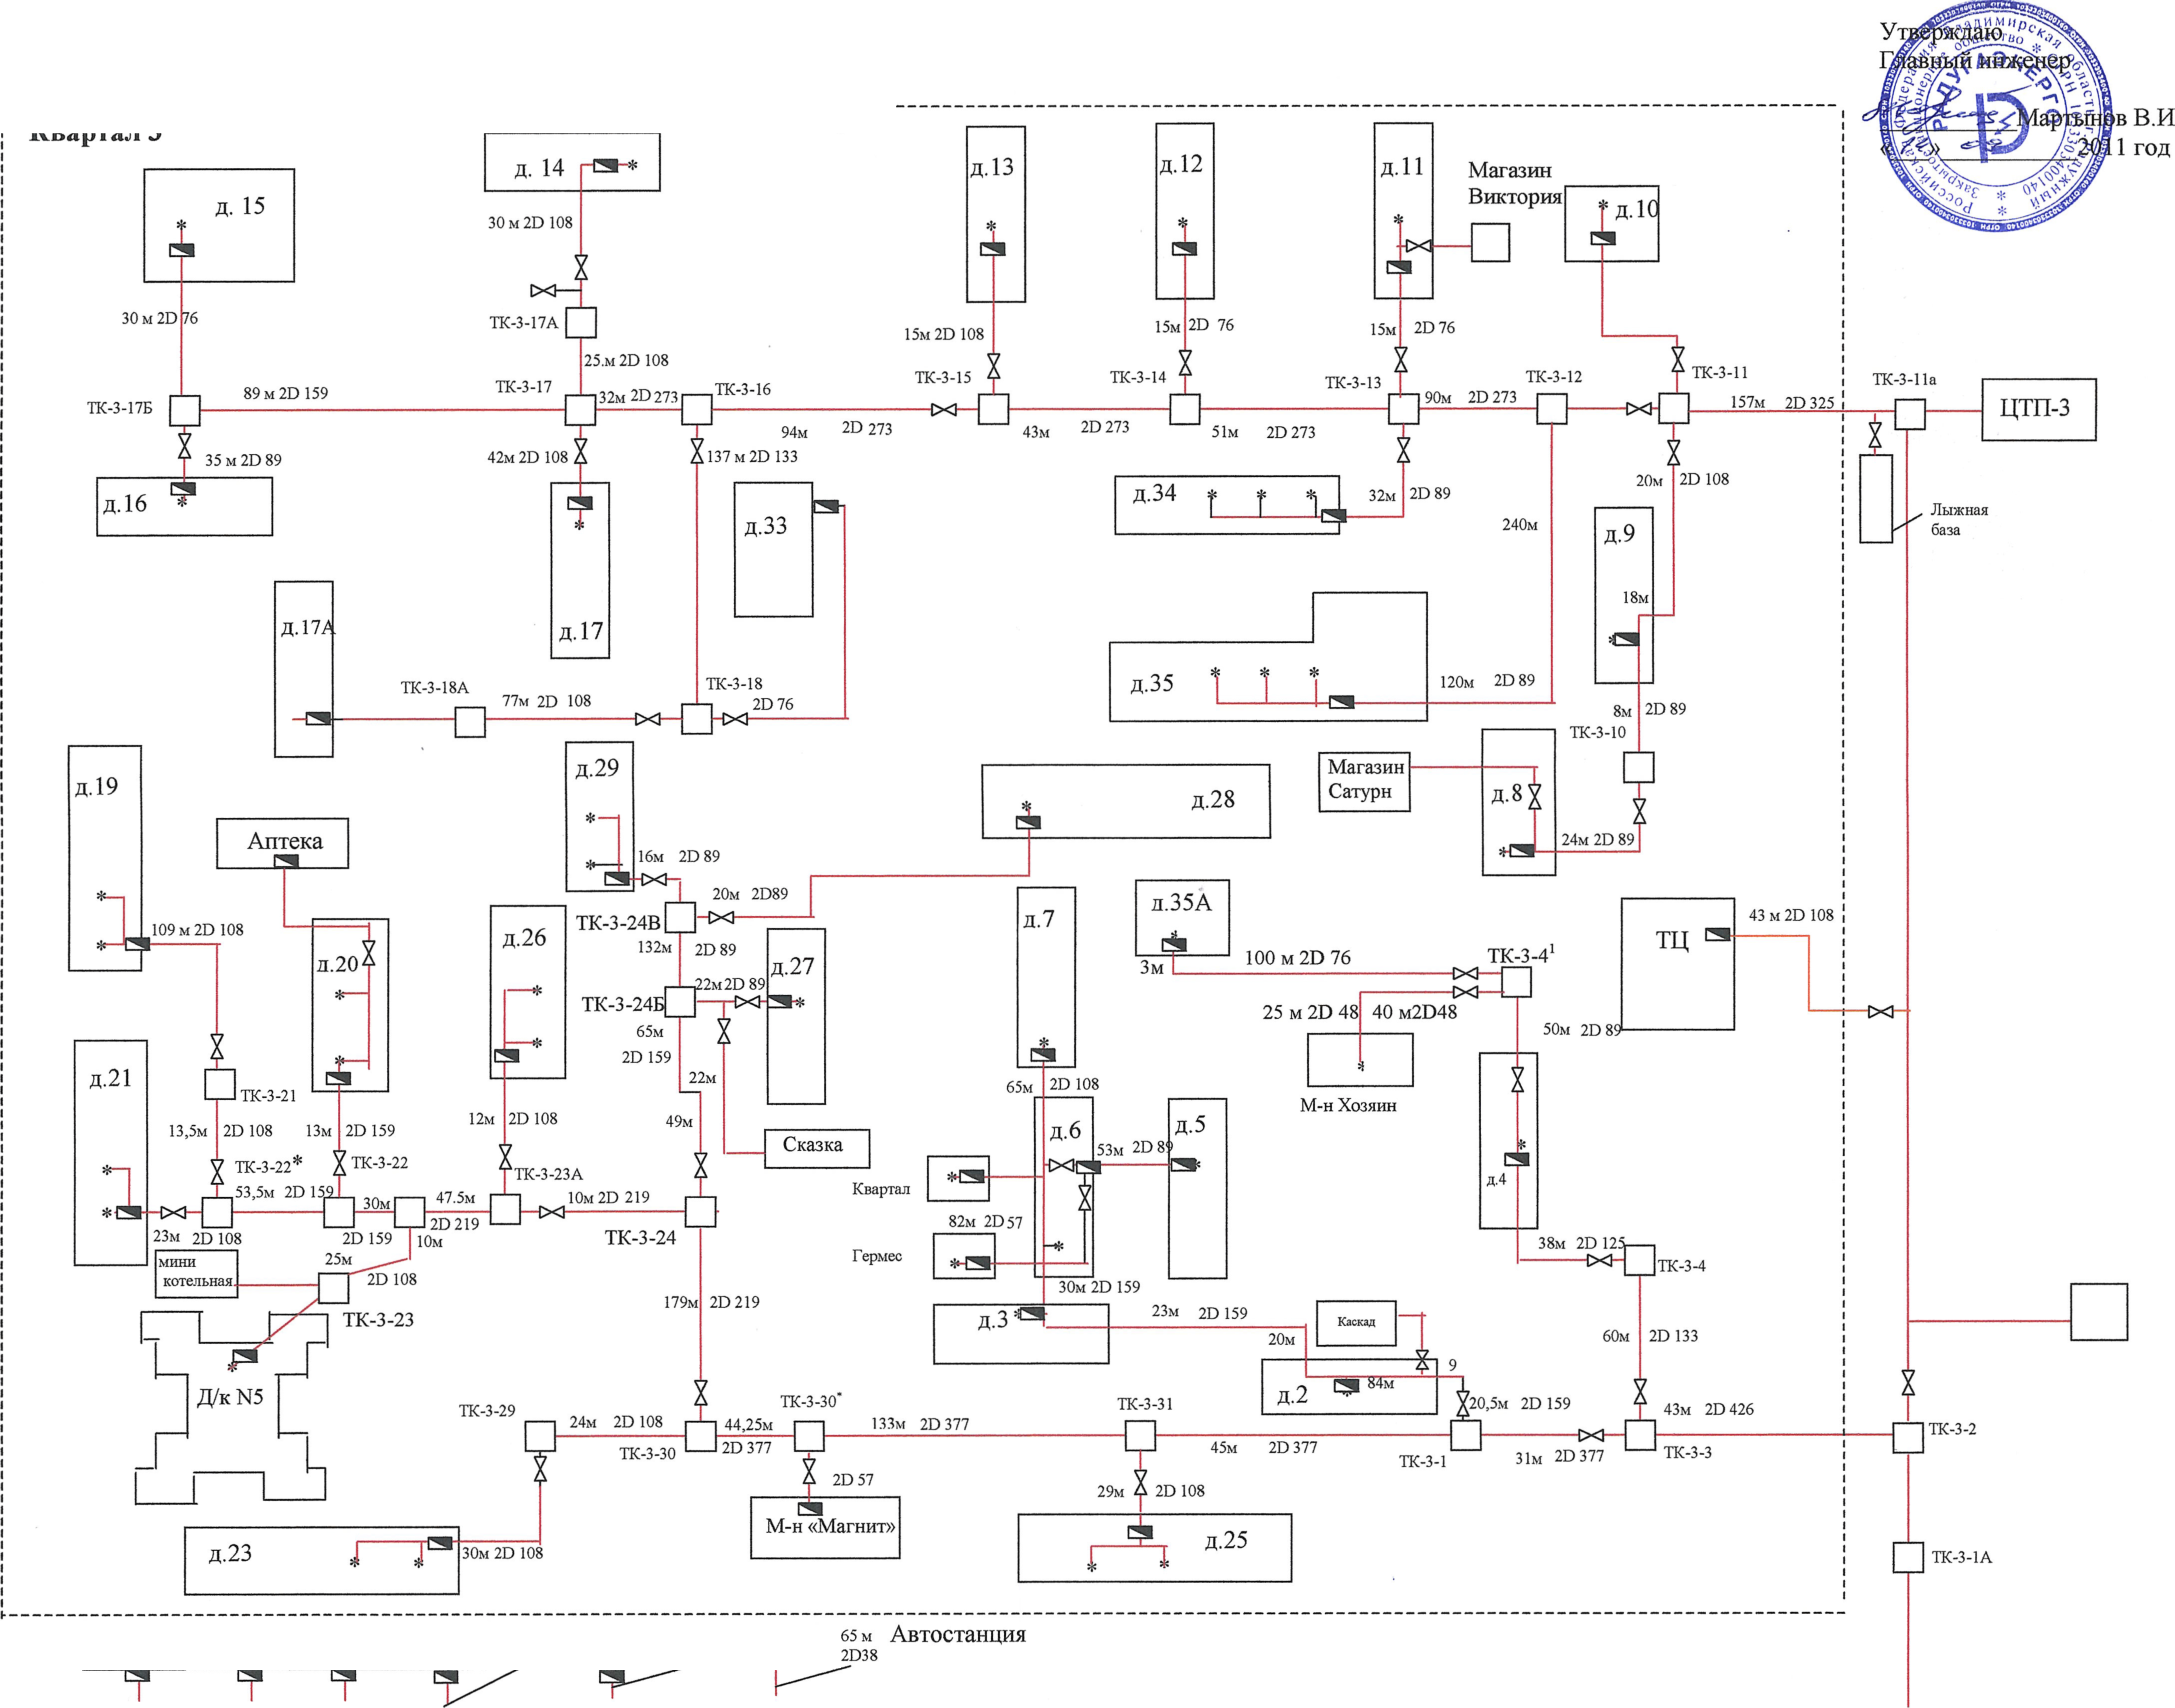 Утверждаю
Главный инженер
Мартынов В.И
2011 год
РАДУГАЭНЕРГО
Квартал 3
д. 15
30 м 2D 76
д. 14
30 м 2D 108
ТК-3-17А
25.м 2D 108
д.13
15м 2D 108
д.12
15м 2D 76
д.11
15м 2D 76
Магазин
Виктория
д.10
ТК-3-17Б
89 м 2D 159
ТК-3-17
32м 2D 273
ТК-3-16
94м 2D 273
ТК-3-15
43м 2D 273
ТК-3-14
51м 2D 273
ТК-3-13
90м 2D 273
ТК-3-12
ТК-3-11
157м 2D 325
ТК-3-11а
ЦТП-3
35 м 2D 89
д.16
42м 2D 108
д.17
137 м 2D 133
д.33
д.34
32м 2D 89
240м
20м 2D 108
д.9
18м
Лыжная
база
д.17А
ТК-3-18А
77м 2D 108
ТК-3-18
2D 76
д.35
120м 2D 89
8м 2D 89
ТК-3-10
Магазин
Сатурн
д.8
24м 2D 89
д.19
109 м 2D 108
Аптека
д.20
д.29
16м 2D 89
20м 2D89
д.28
ТК-3-24В
132м 2D 89
д.26
д.27
22м 2D 89
ТК-3-24Б
65м
2D 159
22м
49м
Сказка
д.7
65м 2D 108
д.35А
3м
100 м 2D 76
ТК-3-4¹
25 м 2D 48 40 м2D48
М-н Хозяин
50м 2D 89
ТЦ
43 м 2D 108
д.21
ТК-3-21
13,5м 2D 108
13м 2D 159
ТК-3-22*
ТК-3-22
53,5м 2D 159
30м
2D 159
47.5м
2D 219
12м 2D 108
ТК-3-23А
10м 2D 219
ТК-3-24
23м 2D 108
10м
25м
2D 108
мини
котельная
ТК-3-23
Д/к N5
д.6
53м 2D 89
д.5
Квартал
82м 2D 57
Гермес
30м 2D 159
д.3
23м 2D 159
20м
Каскад
9
д.2
84м
д.4
38м 2D 125
ТК-3-4
60м 2D 133
179м 2D 219
ТК-3-29
24м 2D 108
ТК-3-30
44,25м
2D 377
ТК-3-30*
133м 2D 377
ТК-3-31
45м 2D 377
20,5м 2D 159
ТК-3-1
31м 2D 377
43м 2D 426
ТК-3-3
ТК-3-2
2D 57
М-н «Магнит»
29м 2D 108
д.25
д.23
30м 2D 108
ТК-3-1А
65 м
2D38
Автостанция